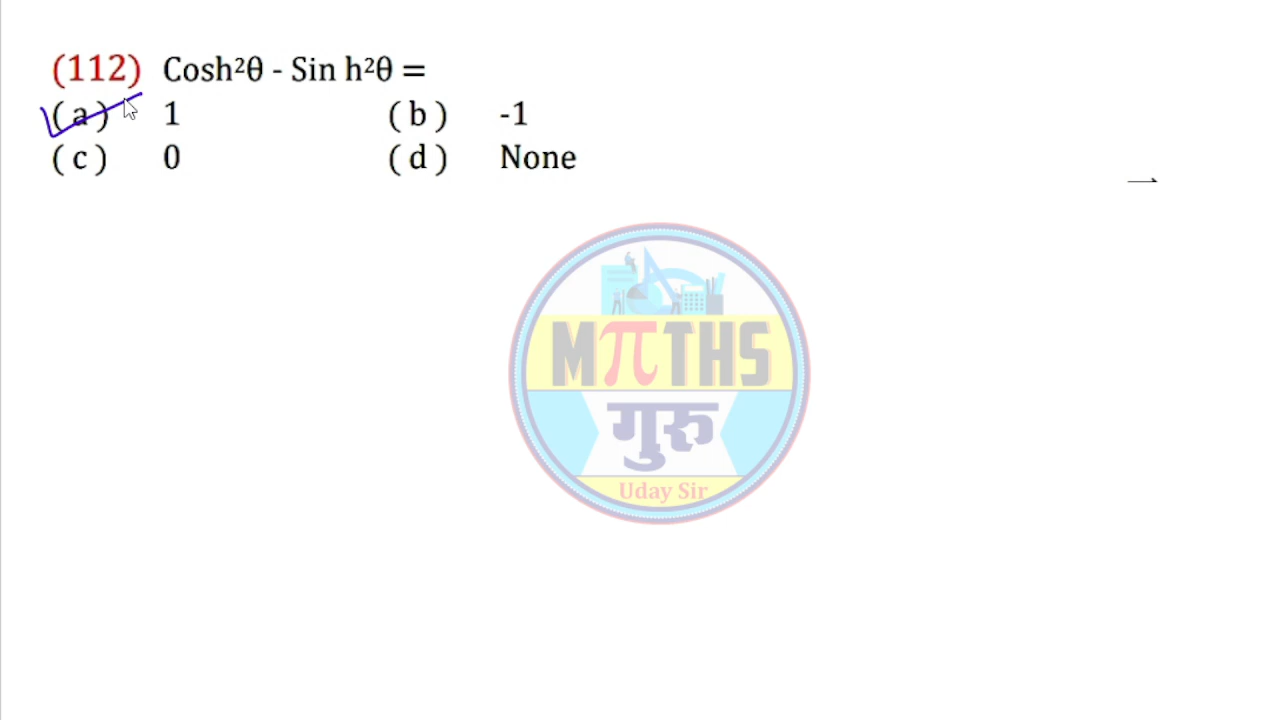 (112) Cosh²θ - Sin h²θ =
(a) 1 (b) -1
(c) 0 (d) None
MπTHS
गुरु
Uday Sir